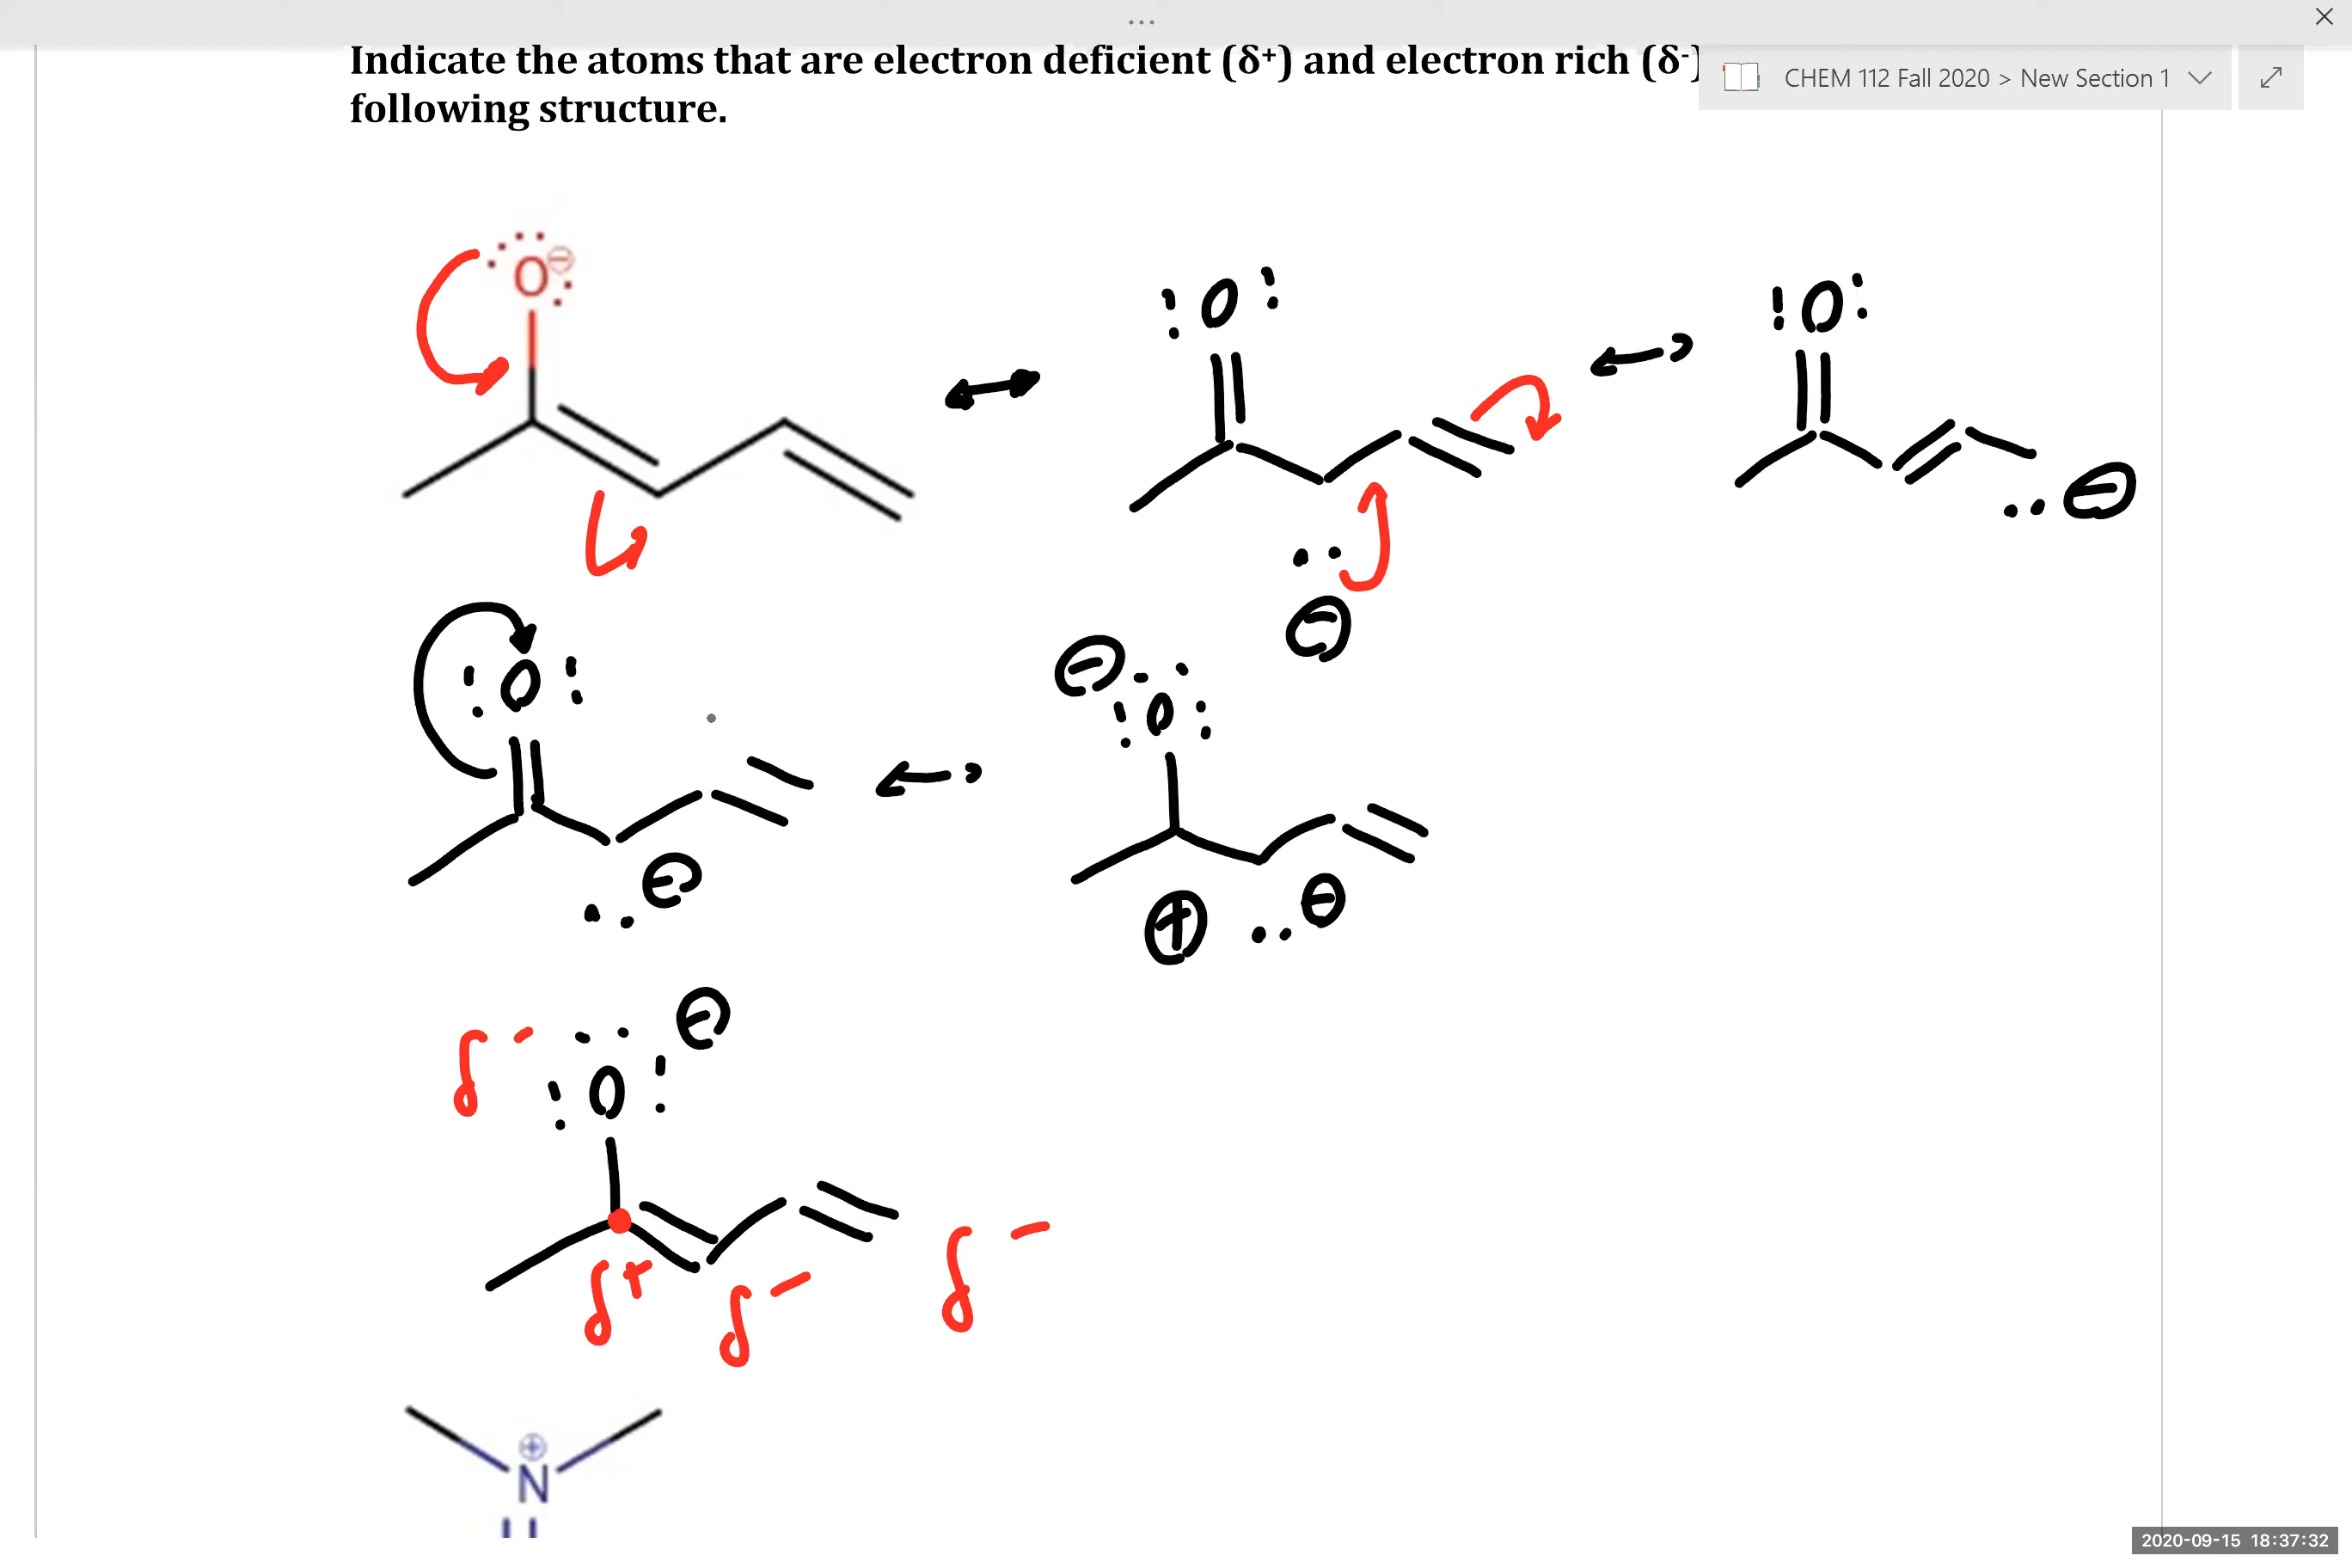 Indicate the atoms that are electron deficient (δ⁺) and electron rich (δ⁻)
following structure.
CHEM 112 Fall 2020 > New Section 1
O⊖
O
O
⊖
⊖
O
⊖
⊖
O
⊕
⊖
δ⁻
⊖
O
δ⁺
δ⁻
δ⁻
⊕
N
2020-09-15 18:37:32